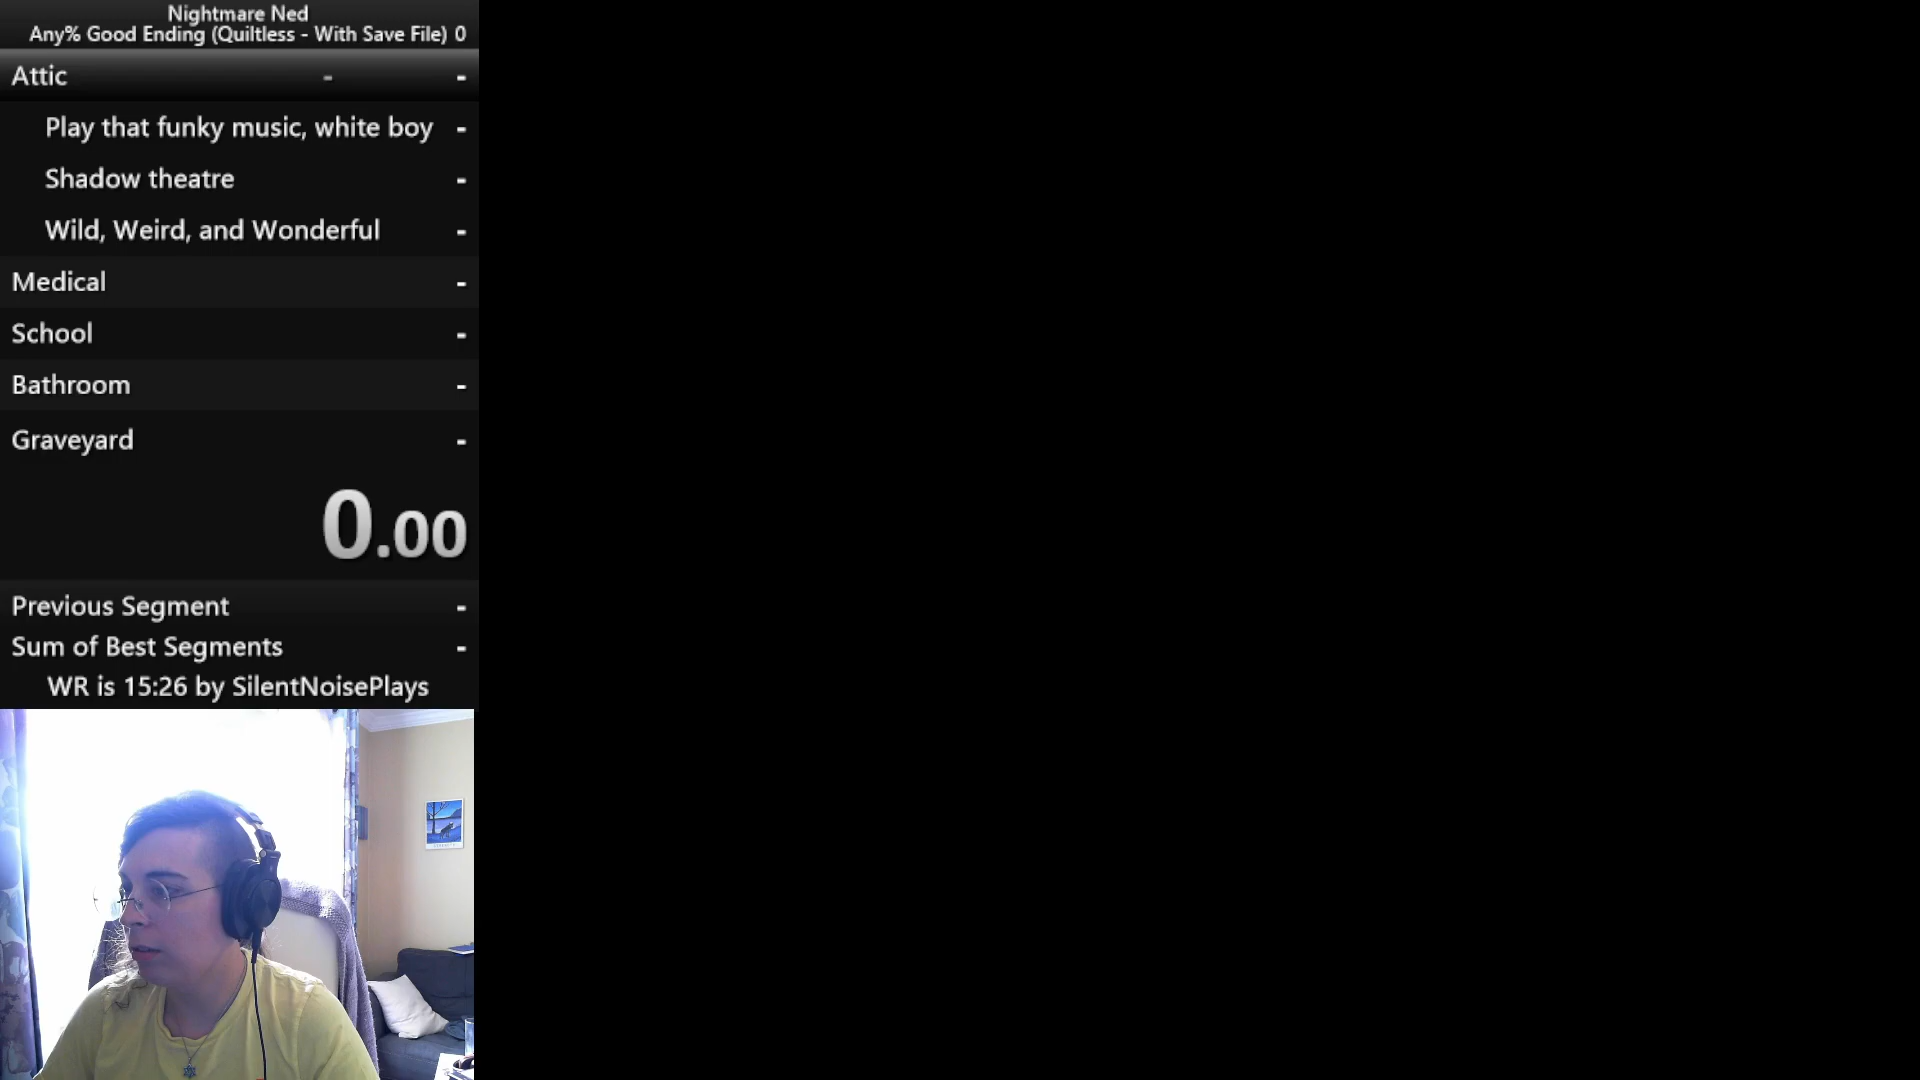 Nightmare Ned
Any% Good Ending (Quiltless - With Save File) 0
Attic - -
Play that funky music, white boy -
Shadow theatre -
Wild, Weird, and Wonderful -
Medical -
School -
Bathroom -
Graveyard -
0.00
Previous Segment -
Sum of Best Segments -
WR is 15:26 by SilentNoisePlays